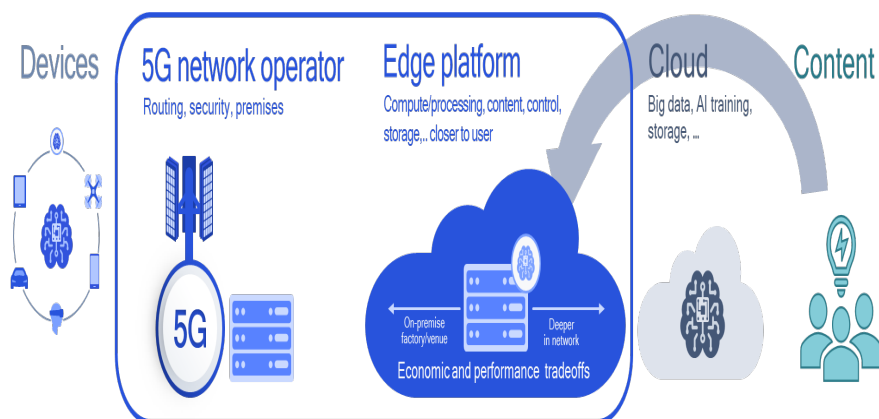 Devices
5G network operator
Routing, security, premises
Edge platform
Compute/processing, content, control,
storage,.. closer to user
Cloud
Big data, AI training,
storage, ...
Content
5G
On-premise
factory/venue
Deeper
in network
Economic and performance tradeoffs